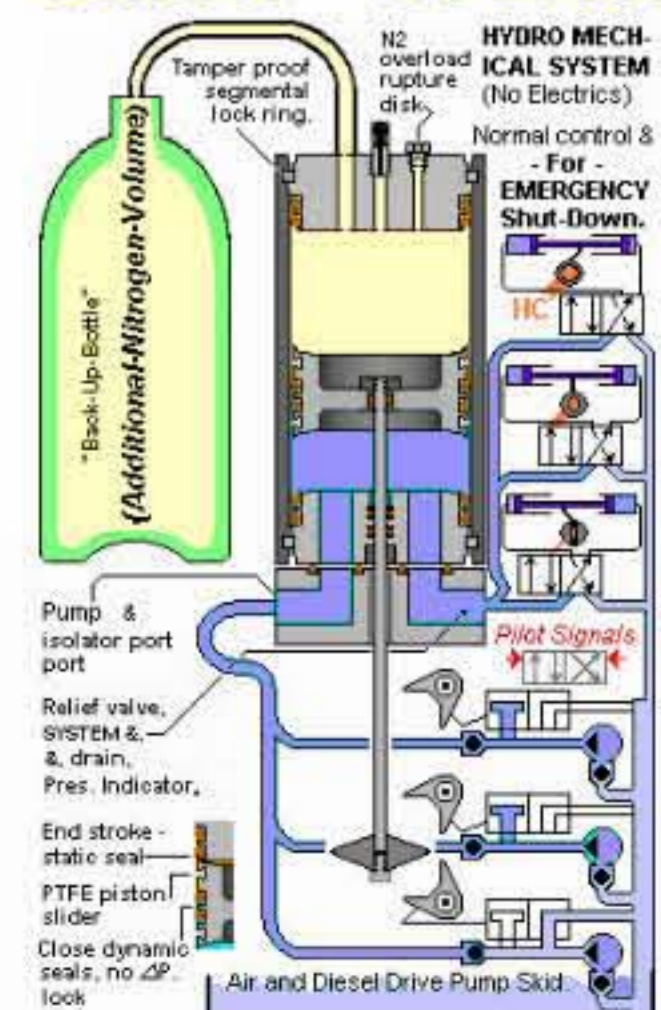 Tamper proof
segmental
lock ring.
N2
overload
rupture
disk
HYDRO MECH-
ICAL SYSTEM
(No Electrics)
Normal control &
- For -
EMERGENCY
Shut-Down.
"Back-Up-Bottle"
(Additional-Nitrogen-Volume)
HC
Pump &
isolator port
port
Pilot Signals
Relief valve,
SYSTEM &,
&, drain,
Pres. Indicator,
End stroke -
static seal
PTFE piston
slider
Close dynamic
seals, no ΔP.
lock
Air and Diesel Drive Pump Skid.